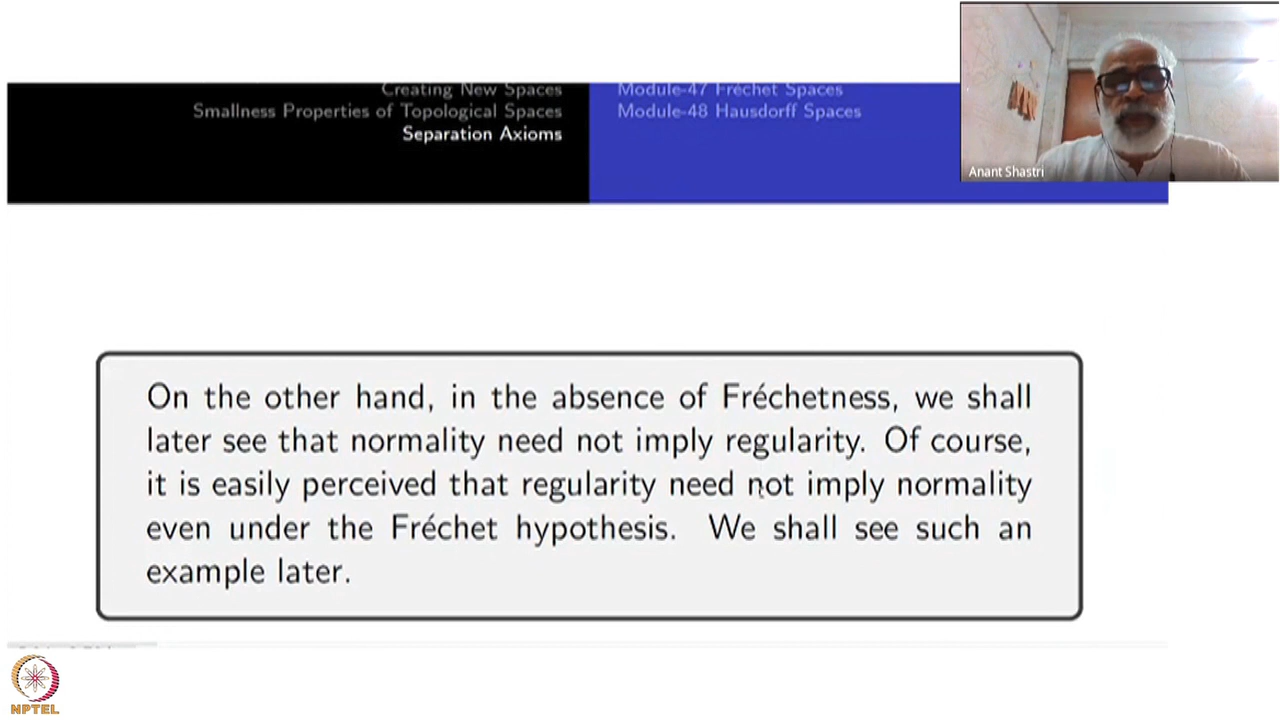 Creating New Spaces
Smallness Properties of Topological Spaces
Separation Axioms
Module-47 Fréchet Spaces
Module-48 Hausdorff Spaces
Anant Shastri
On the other hand, in the absence of Fréchetness, we shall
later see that normality need not imply regularity. Of course,
it is easily perceived that regularity need not imply normality
even under the Fréchet hypothesis. We shall see such an
example later.
NPTEL